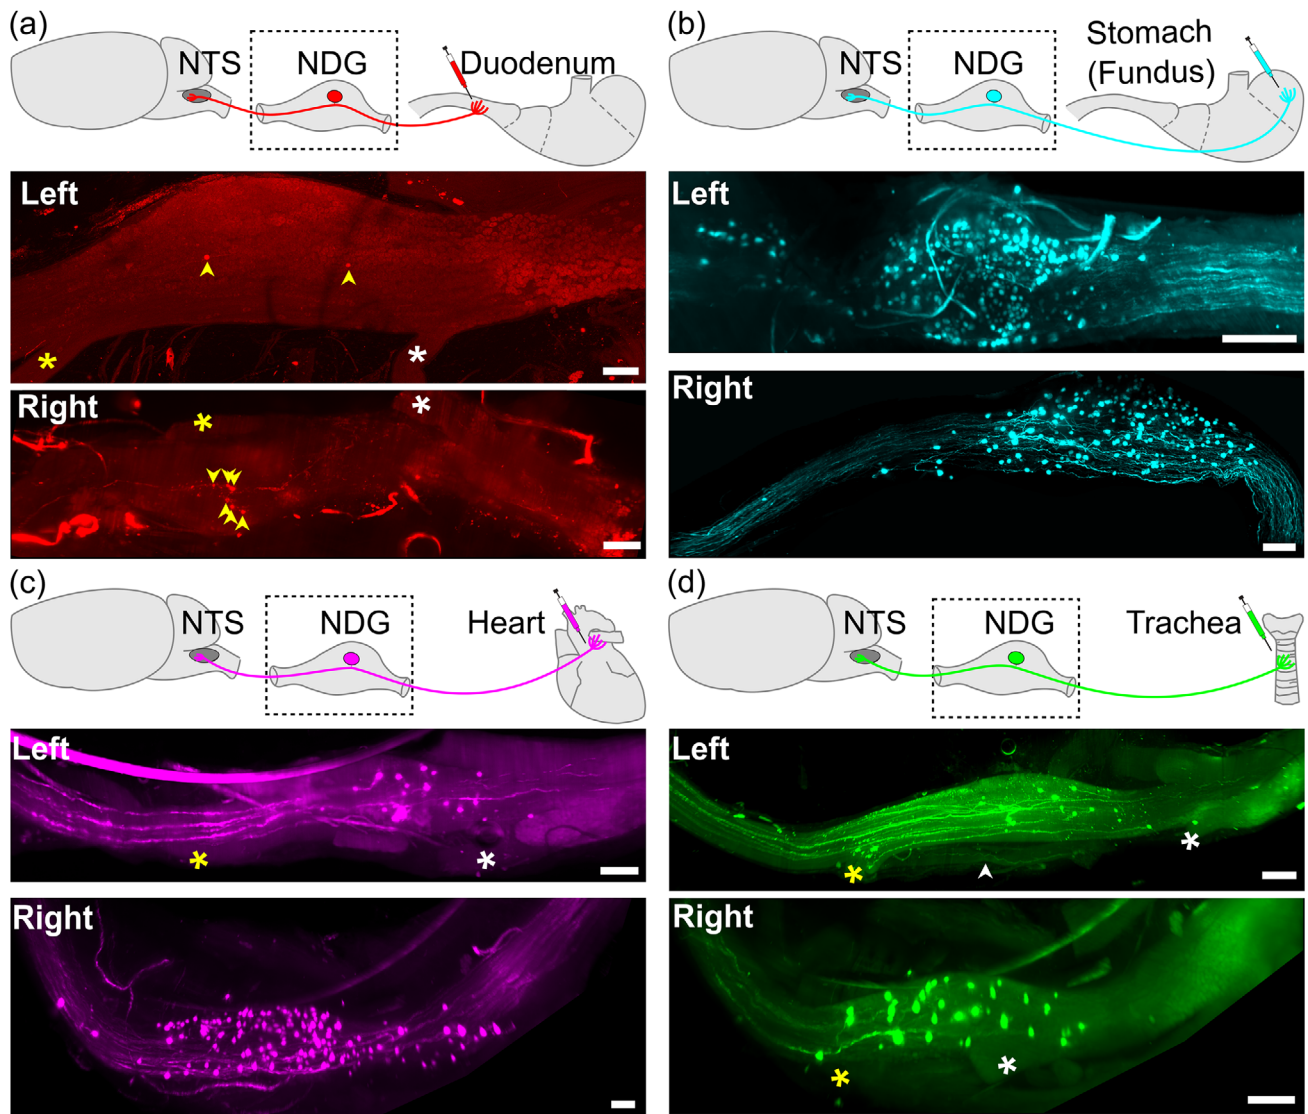 (a)
NTS
NDG
Duodenum
Left
Right
(b)
NTS
NDG
Stomach
(Fundus)
Left
Right
(c)
NTS
NDG
Heart
Left
Right
(d)
NTS
NDG
Trachea
Left
Right